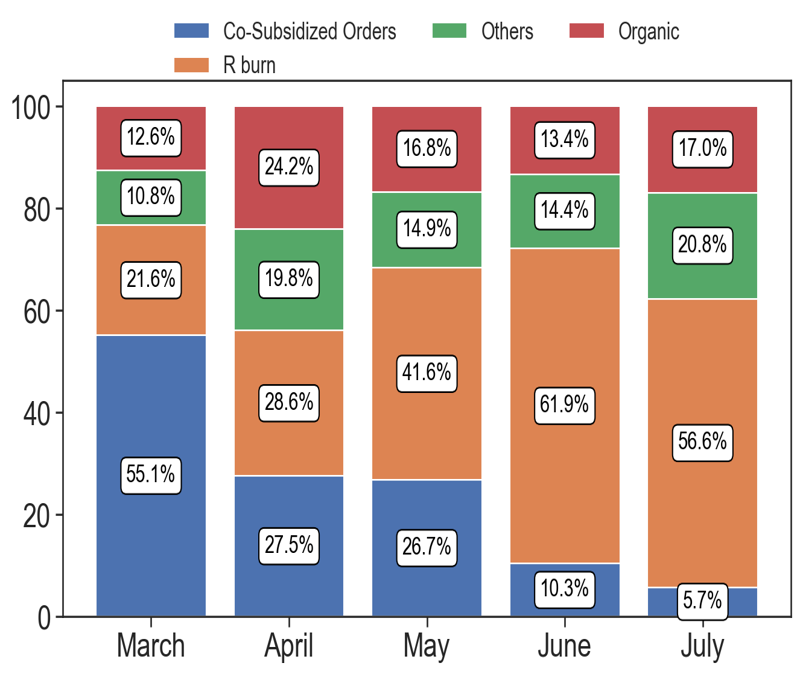 Co-Subsidized Orders Others Organic
R burn
100
80
60
40
20
0
12.6% 10.8% 21.6% 55.1%
24.2% 19.8% 28.6% 27.5%
16.8% 14.9% 41.6% 26.7%
13.4% 14.4% 61.9% 10.3%
17.0% 20.8% 56.6% 5.7%
March April May June July